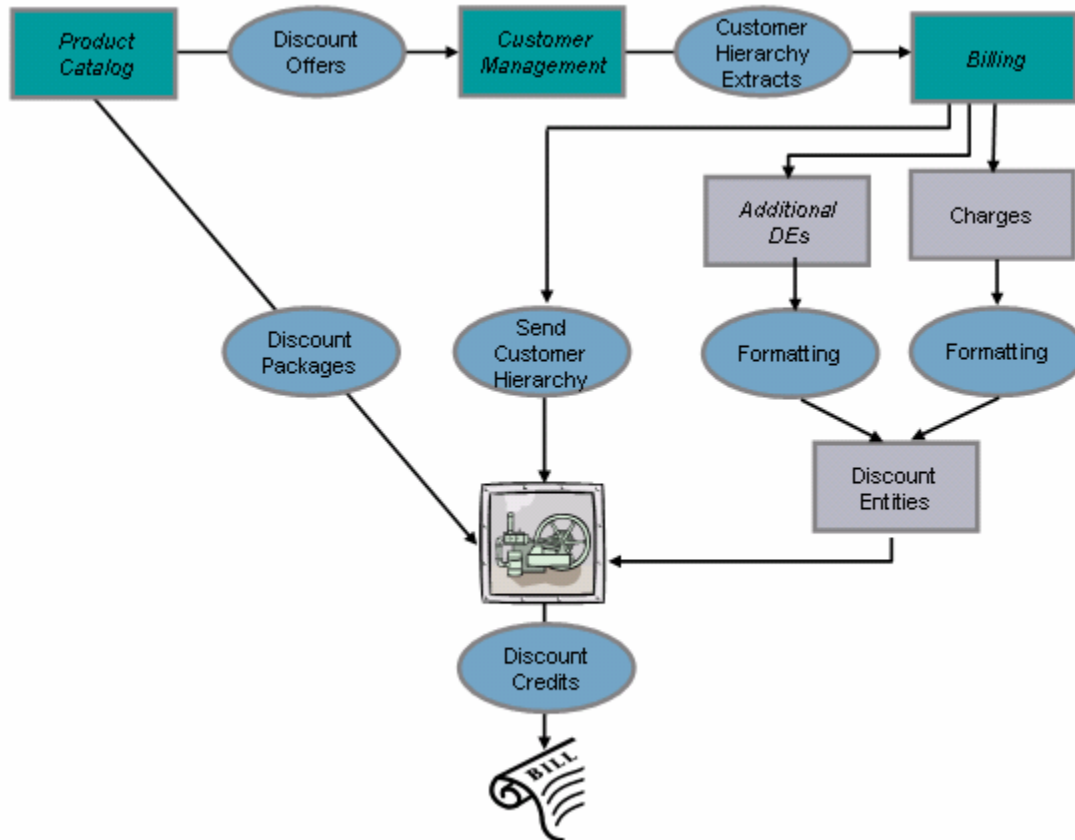 Product
Catalog
Discount
Offers
Customer
Management
Customer
Hierarchy
Extracts
Billing
Additional
DEs
Charges
Discount
Packages
Send
Customer
Hierarchy
Formatting
Formatting
Discount
Entities
Discount
Credits
BILL